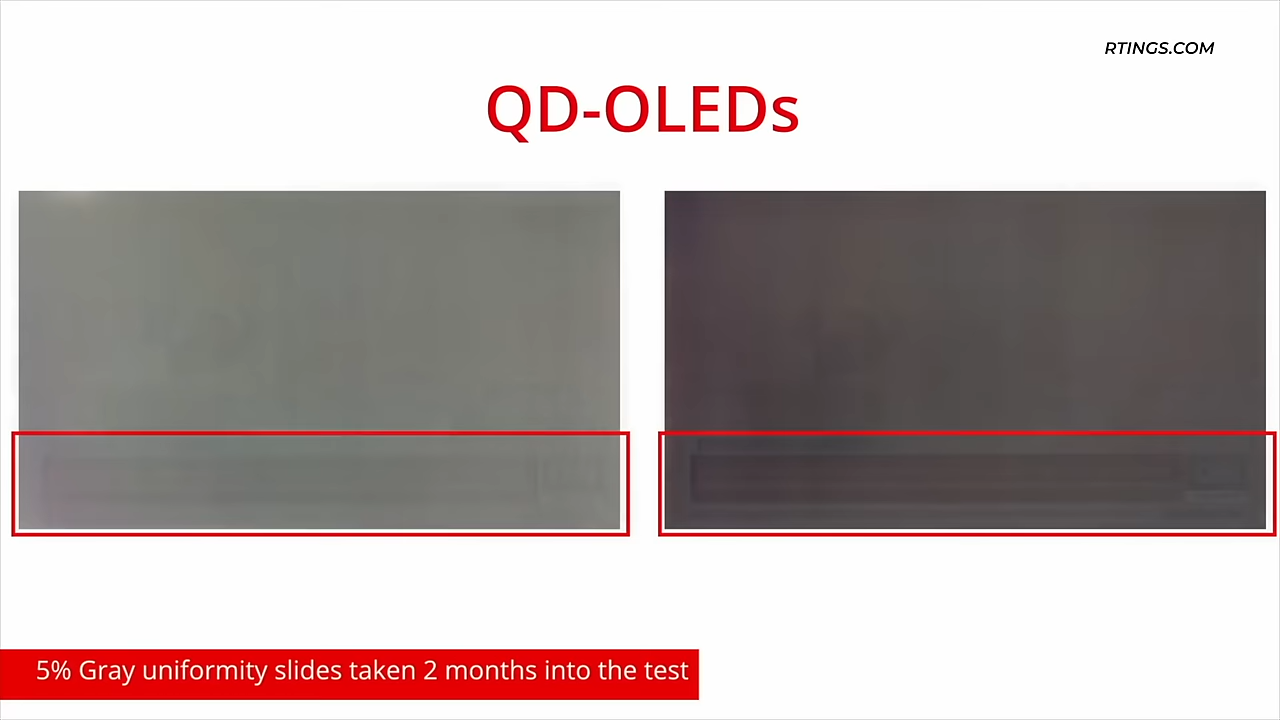 RTINGS.COM
QD-OLEDs
5% Gray uniformity slides taken 2 months into the test